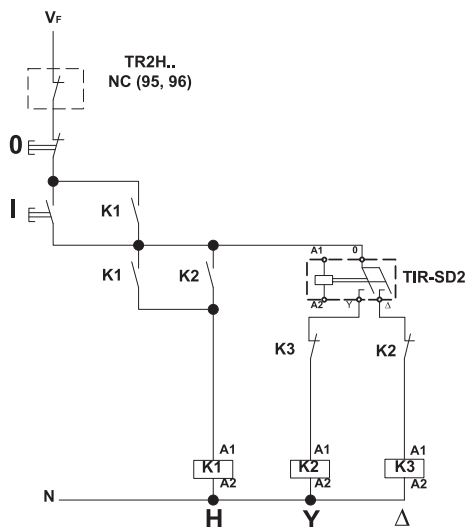 VF
TR2H..
NC (95, 96)
0
I
K1
K1
K2
A1
0
TIR-SD2
A2
Y
Δ
K3
K2
A1
A1
A1
K1
K2
K3
A2
A2
A2
N
H
Y
Δ